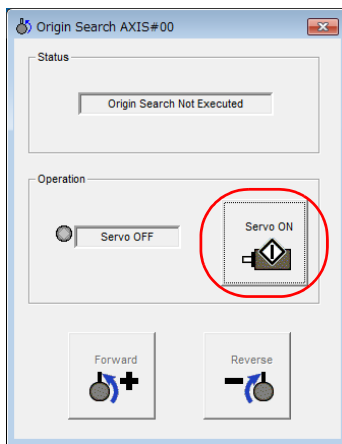 Origin Search AXIS#00
Status
Origin Search Not Executed
Operation
Servo OFF
Servo ON
Forward
Reverse